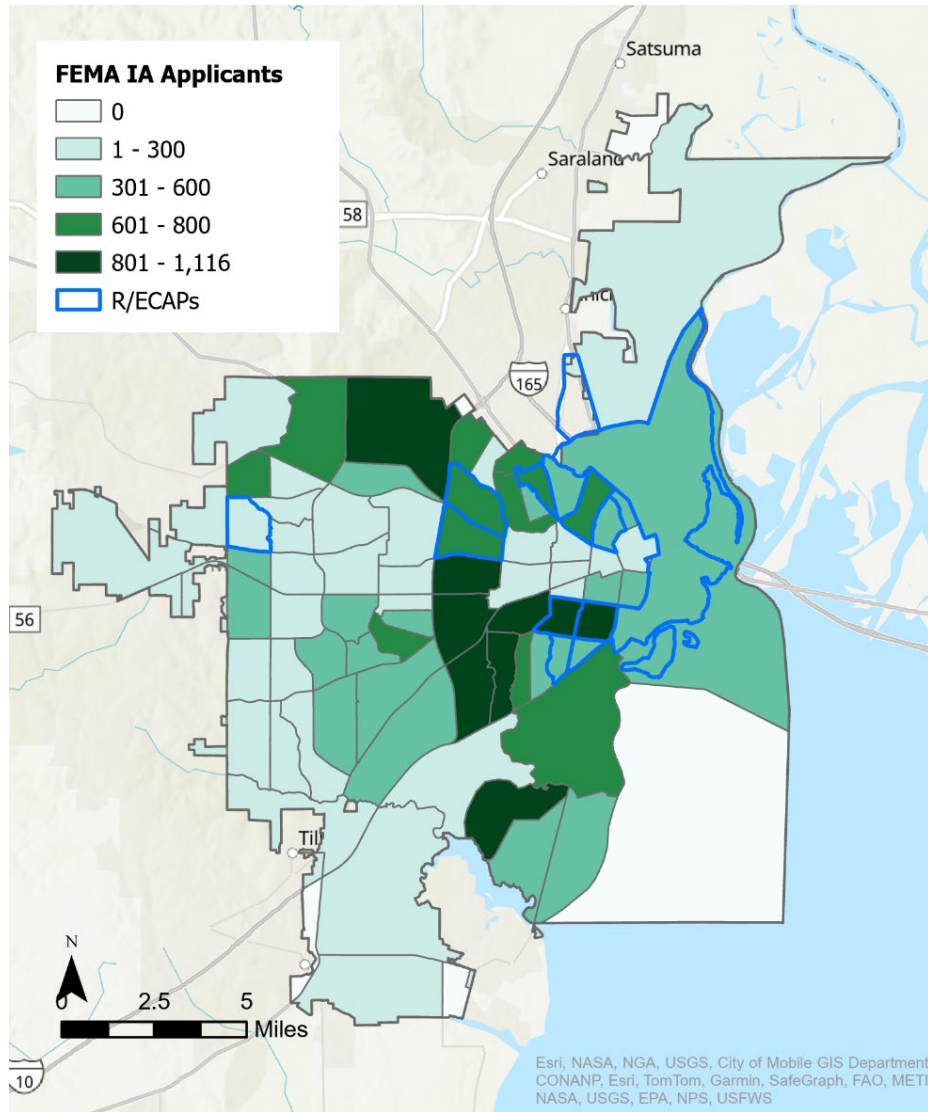 FEMA IA Applicants
0
1 - 300
301 - 600
601 - 800
801 - 1,116
R/ECAPs
Satsuma
Saraland
58
165
56
Til
N
0 2.5 5
Miles
10
Esri, NASA, NGA, USGS, City of Mobile GIS Department
CONANP, Esri, TomTom, Garmin, SafeGraph, FAO, METI
NASA, USGS, EPA, NPS, USFWS